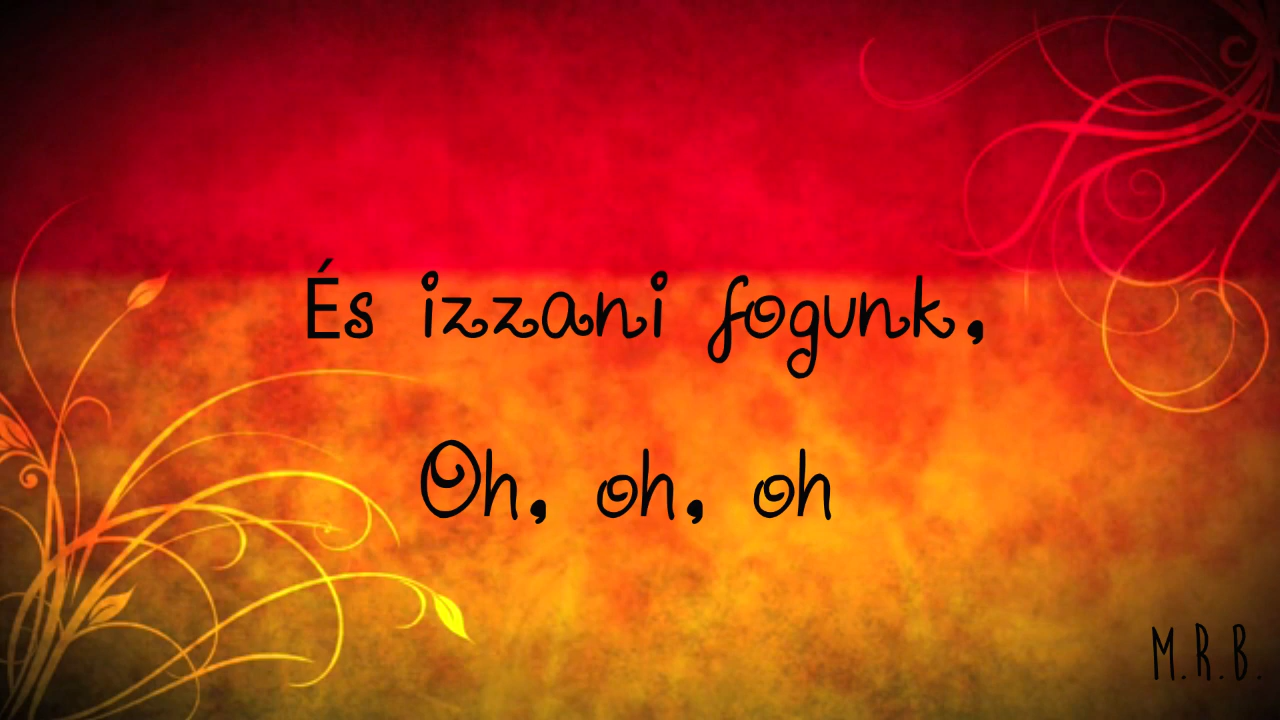 És izzani fogunk,
Oh, oh, oh
M.R.B.